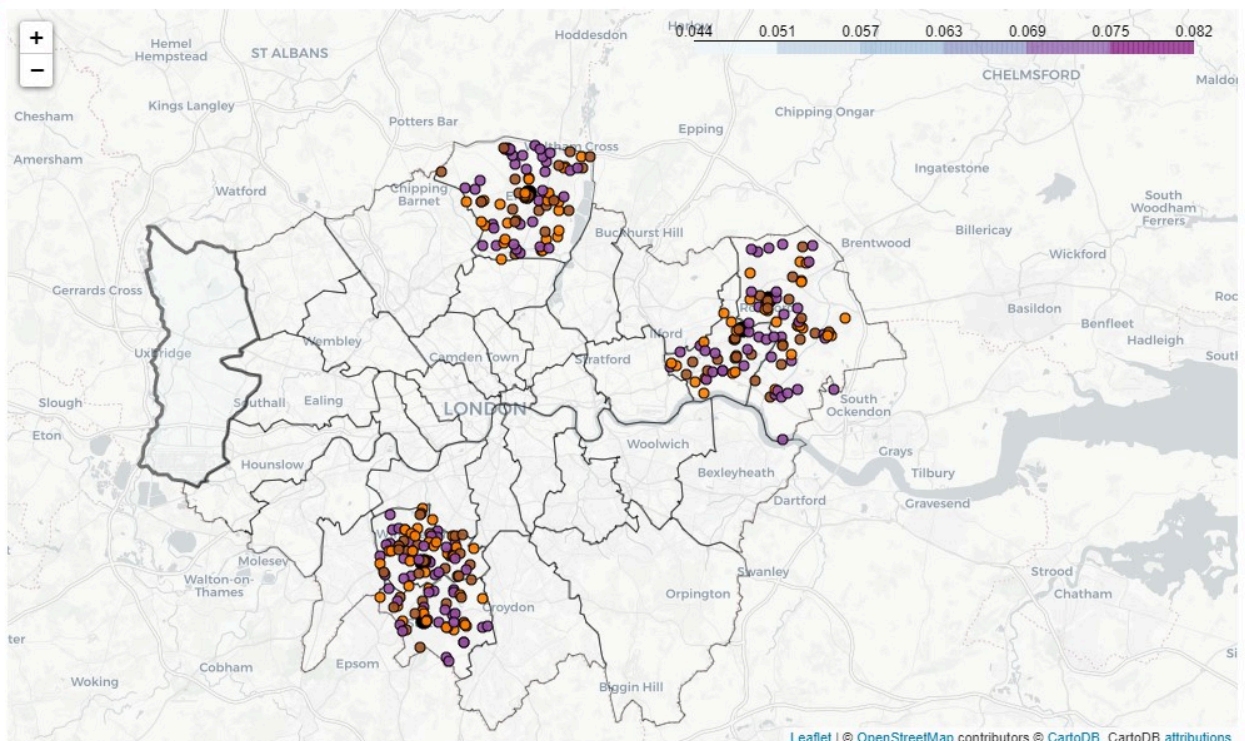 +
−
0.044 0.051 0.057 0.063 0.069 0.075 0.082
Hemel
Hempstead
ST ALBANS
Hoddesdon
Harlow
CHELMSFORD
Chesham
Kings Langley
Potters Bar
Epping
Chipping Ongar
Amersham
Waltham Cross
Ingatestone
Watford
Chipping
Barnet
South
Woodham
Ferrers
Buckhurst Hill
Brentwood
Billericay
Wickford
Gerrards Cross
Basildon
Benfleet
Hadleigh
Uxbridge
Wembley
Camden Town
Stratford
Ilford
Slough
Southall
Ealing
LONDON
South
Ockendon
Eton
Hounslow
Woolwich
Bexleyheath
Grays
Tilbury
Dartford
Gravesend
Molesey
Walton-on-
Thames
Swanley
Strood
Chatham
Croydon
Orpington
Cobham
Epsom
Woking
Biggin Hill
Leaflet | © OpenStreetMap contributors © CartoDB, CartoDB attributions